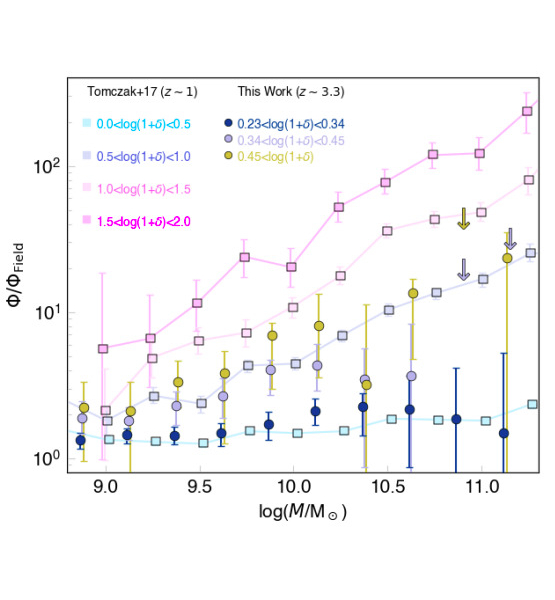 Tomczak+17 (z ~ 1) This Work (z ~ 3.3)
0.0<log(1+δ)<0.5 0.23<log(1+δ)<0.34
0.34<log(1+δ)<0.45
0.5<log(1+δ)<1.0 0.45<log(1+δ)
1.0<log(1+δ)<1.5
1.5<log(1+δ)<2.0
10²
10¹
10⁰
Φ/Φ_Field
9.0 9.5 10.0 10.5 11.0
log(M/M⊙)